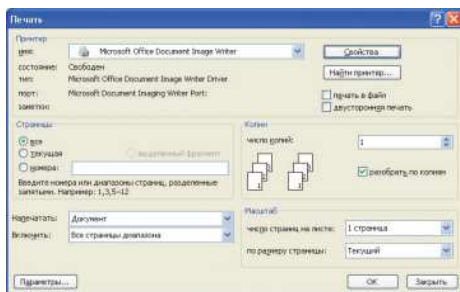 Печать
Принтер
имя: Microsoft Office Document Image Writer
Свойства
состояние: Свободен
тип: Microsoft Office Document Image Writer Driver
Найти принтер...
порт: Microsoft Document Imaging Writer Port:
печать в файл
заметки:
двусторонняя печать
Страницы
все
текущая
выделенный фрагмент
номера:
Введите номера или диапазоны страниц, разделенные
запятыми. Например: 1,3,5–12
Копии
число копий: 1
разобрать по копиям
Напечатать: Документ
Включить: Все страницы диапазона
Масштаб
число страниц на листе: 1 страница
по размеру страницы: Текущий
Параметры...
ОК
Закрыть